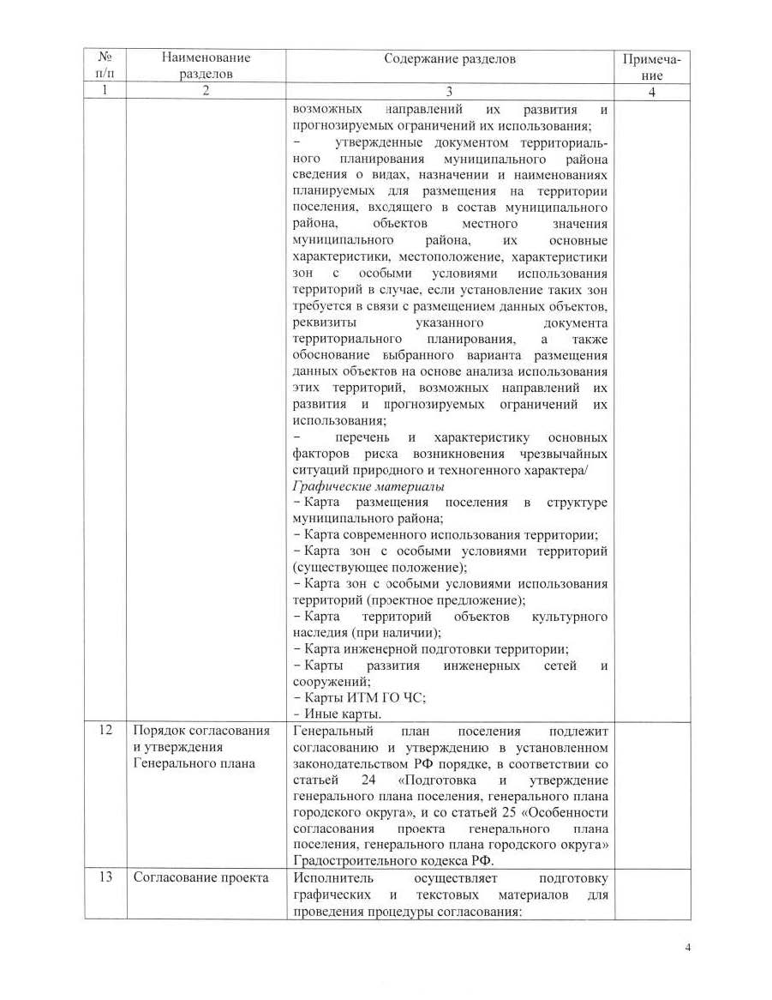 №
п/п
Наименование
разделов
Содержание разделов
Примеча-
ние
1
2
3
4
возможных направлений их развития и
прогнозируемых ограничений их использования;
– утвержденные документом территориаль-
ного планирования муниципального района
сведения о видах, назначении и наименованиях
планируемых для размещения на территории
поселения, входящего в состав муниципального
района, объектов местного значения
муниципального района, их основные
характеристики, местоположение, характеристики
зон с особыми условиями использования
территорий в случае, если установление таких зон
требуется в связи с размещением данных объектов,
реквизиты указанного документа
территориального планирования, а также
обоснование выбранного варианта размещения
данных объектов на основе анализа использования
этих территорий, возможных направлений их
развития и прогнозируемых ограничений их
использования;
– перечень и характеристику основных
факторов риска возникновения чрезвычайных
ситуаций природного и техногенного характера/
Графические материалы
– Карта размещения поселения в структуре
муниципального района;
– Карта современного использования территории;
– Карта зон с особыми условиями территорий
(существующее положение);
– Карта зон с особыми условиями использования
территорий (проектное предложение);
– Карта территорий объектов культурного
наследия (при наличии);
– Карта инженерной подготовки территории;
– Карты развития инженерных сетей и
сооружений;
– Карты ИТМ ГО ЧС;
– Иные карты.
12
Порядок согласования
и утверждения
Генерального плана
Генеральный план поселения подлежит
согласованию и утверждению в установленном
законодательством РФ порядке, в соответствии со
статьей 24 «Подготовка и утверждение
генерального плана поселения, генерального плана
городского округа», и со статьей 25 «Особенности
согласования проекта генерального плана
поселения, генерального плана городского округа»
Градостроительного кодекса РФ.
13
Согласование проекта
Исполнитель осуществляет подготовку
графических и текстовых материалов для
проведения процедуры согласования:
4